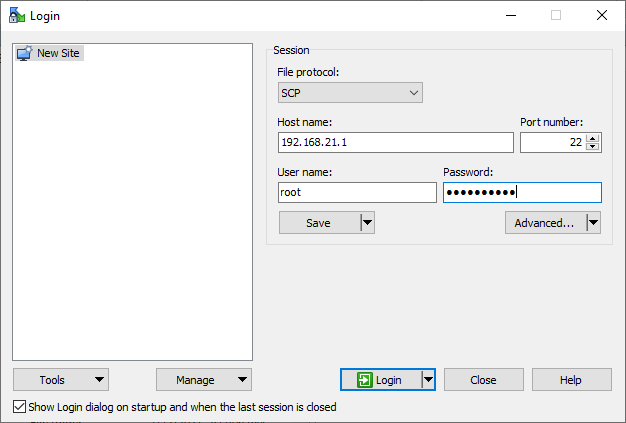 Login
New Site
Session
File protocol:
SCP
Host name:
Port number:
192.168.21.1
22
User name:
Password:
root
●●●●●●●●●●
Save
Advanced...
Tools
Manage
Login
Close
Help
Show Login dialog on startup and when the last session is closed